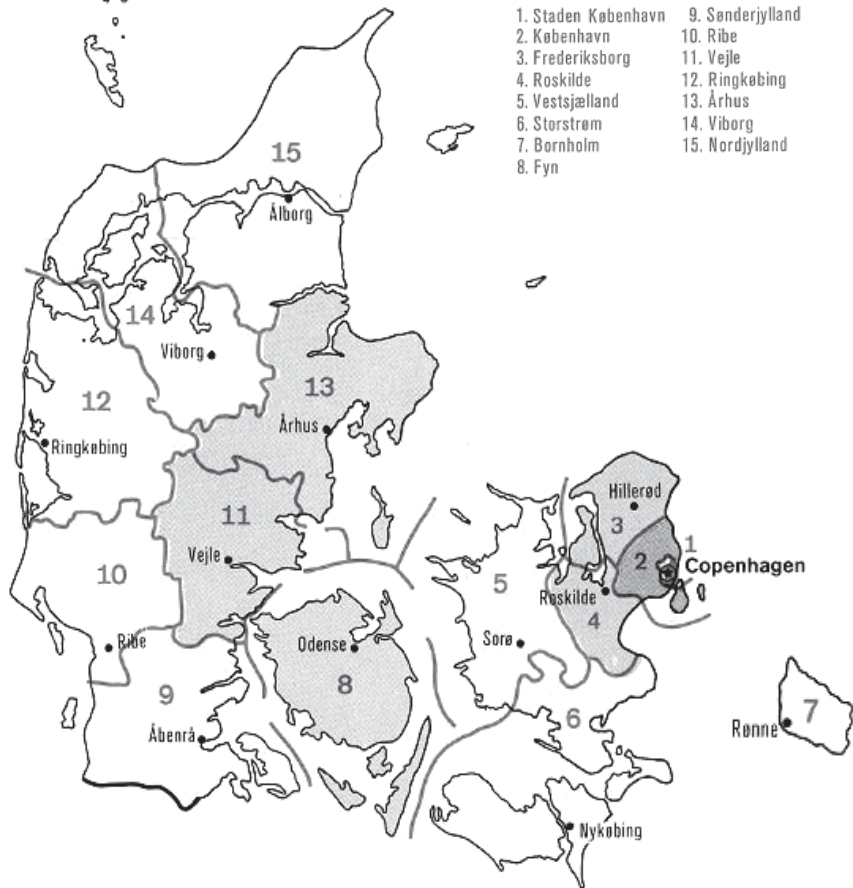 1. Staden København
2. København
3. Frederiksborg
4. Roskilde
5. Vestsjælland
6. Storstrøm
7. Bornholm
8. Fyn
9. Sønderjylland
10. Ribe
11. Vejle
12. Ringkøbing
13. Århus
14. Viborg
15. Nordjylland
15
Ålborg
14
Viborg
13
12
Århus
Ringkøbing
Hillerød
11
3
1
Vejle
2
Copenhagen
10
5
Roskilde
4
Ribe
Odense
Sorø
8
9
6
7
Åbenrå
Rønne
Nykøbing